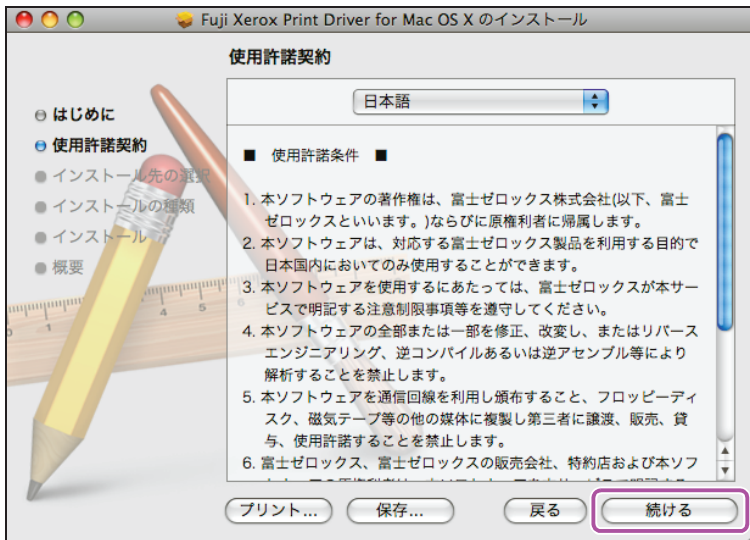 Fuji Xerox Print Driver for Mac OS X のインストール
使用許諾契約
はじめに
使用許諾契約
インストール先の選択
インストールの種類
インストール
概要
日本語
■ 使用許諾条件 ■
1. 本ソフトウェアの著作権は、富士ゼロックス株式会社(以下、富士
ゼロックスといいます。)ならびに原権利者に帰属します。
2. 本ソフトウェアは、対応する富士ゼロックス製品を利用する目的で
日本国内においてのみ使用することができます。
3. 本ソフトウェアを使用するにあたっては、富士ゼロックスが本サー
ビスで明記する注意制限事項等を遵守してください。
4. 本ソフトウェアの全部または一部を修正、改変し、またはリバース
エンジニアリング、逆コンパイルあるいは逆アセンブル等により
解析することを禁止します。
5. 本ソフトウェアを通信回線を利用し頒布すること、フロッピーディ
スク、磁気テープ等の他の媒体に複製し第三者に譲渡、販売、貸
与、使用許諾することを禁止します。
6. 富士ゼロックス、富士ゼロックスの販売会社、特約店および本ソフ
プリント... 保存... 戻る 続ける